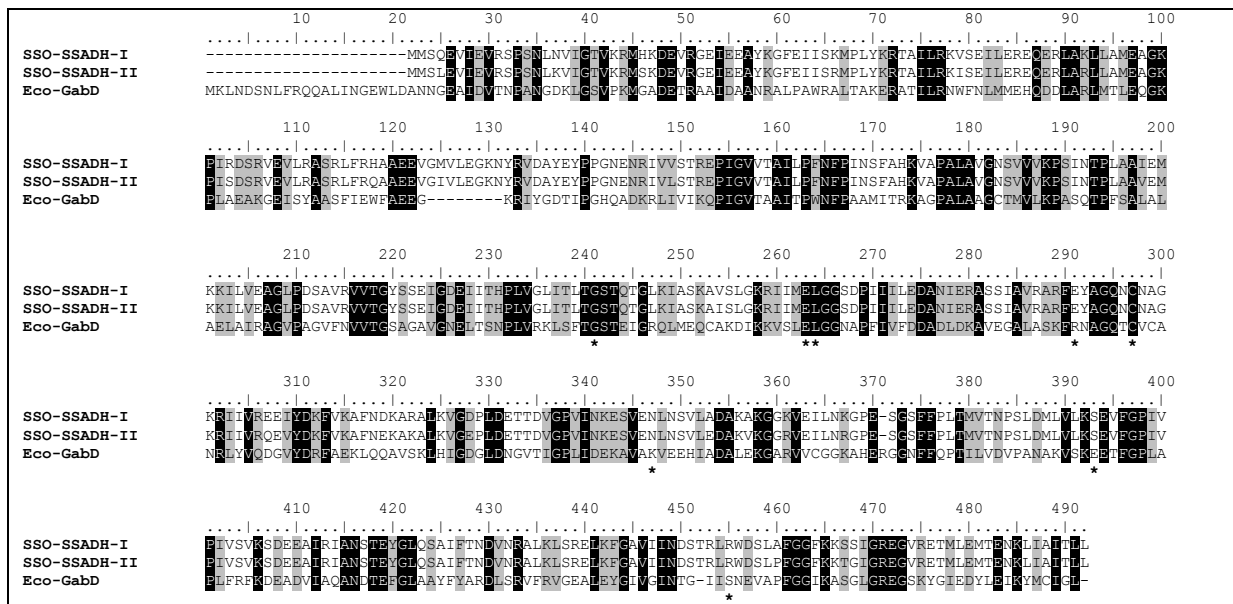 10 20 30 40 50 60 70 80 90 100
SSO-SSADH-I ---------------------MMSQEVIEVRSPSNLNVIGTVKRMHKDEVRGEIEEAYKGFEIISKMPLYKRTAILRKVSEILEREQERLAKLLAMEAGK
SSO-SSADH-II ---------------------MMSLEVIEVRSPSNLKVIGTVKRMSKDEVRGEIEEAYKGFEIISRMPLYKRTAILRKISEILEREQERLARLLAMEAGK
Eco-GabD MKLNDSNLFRQQALINGEWLDANNGEAIDVTNPANGDKLGSVPKMGADETRAAIDAANRALPAWRALTAKERATILRNWFNLMMEHQDDLARLMTLEQGK
110 120 130 140 150 160 170 180 190 200
SSO-SSADH-I PIRDSRVEVLRASRLFRHAAEEVGMVLEGKNYRVDAYEYPPGNENRIVVSTREPIGVVTAILPFNFPINSFAHKVAPALAVGNSVVVKPSINTPLAAIEM
SSO-SSADH-II PISDSRVEVLRASRLFRQAAEEVGIVLEGKNYRVDAYEYPPGNENRIVLSTREPIGVVTAILPFNFPINSFAHKVAPALAVGNSVVVKPSINTPLAAVEM
Eco-GabD PLAEAKGEISYAASFIEWFAEEG--------KRIYGDTIPGHQADKRLIVIKQPIGVTAAITPWNFPAAMITRKAGPALAAGCTMVLKPASQTPFSALAL
210 220 230 240 250 260 270 280 290 300
SSO-SSADH-I KKILVEAGLPDSAVRVVTGYSSEIGDEIITHPLVGLITLTGSTQTGLKIASKAVSLGKRIIMELGGSDPIIILEDANIERASSIAVRARFEYAGQNCNAG
SSO-SSADH-II KKILVEAGLPDSAVRVVTGYSSEIGDEIITHPLVGLITLTGSTQTGLKIASKAISLGKRIIMELGGSDPIIILEDANIERASSIAVRARFEYAGQNCNAG
Eco-GabD AELAIRAGVPAGVFNVVTGSAGAVGNELTSNPLVRKLSFTGSTEIGRQLMEQCAKDIKKVSLELGGNAPFIVFDDADLDKAVEGALASKFRNAGQTCVCA
* ** * *
310 320 330 340 350 360 370 380 390 400
SSO-SSADH-I KRIIVREEIYDKFVKAFNDKARALKVGDPLDETTDVGPVINKESVENLNSVLADAKAKGGKVEILNKGPE-SGSFFPLTMVTNPSLDMLVLKSEVFGPIV
SSO-SSADH-II KRIIVRQEVYDKFVKAFNEKAKALKVGEPLDETTDVGPVINKESVENLNSVLEDAKVKGGRVEILNRGPE-SGSFFPLTMVTNPSLDMLVLKSEVFGPIV
Eco-GabD NRLYVQDGVYDRFAEKLQQAVSKLHIGDGLDNGVTIGPLIDEKAVAKVEEHIADALEKGARVVCGGKAHERGGNFFQPTILVDVPANAKVSKEETFGPLA
* *
410 420 430 440 450 460 470 480 490
SSO-SSADH-I PIVSVKSDEEAIRIANSTEYGLQSAIFTNDVNRALKLSRELKFGAVIINDSTRLRWDSLAFGGFKKSSIGREGVRETMLEMTENKLIAITLL
SSO-SSADH-II PIVSVKSDEEAIRIANSTEYGLQSAIFTNDVNRALKLSRELKFGAVIINDSTRLRWDSLPFGGFKKTGIGREGVRETMLEMTENKLIAITLL
Eco-GabD PLFRFKDEADVIAQANDTEFGLAAYFYARDLSRVFRVGEALEYGIVGINTG-IISNEVAPFGGIKASGLGREGSKYGIEDYLEIKYMCIGL-
*